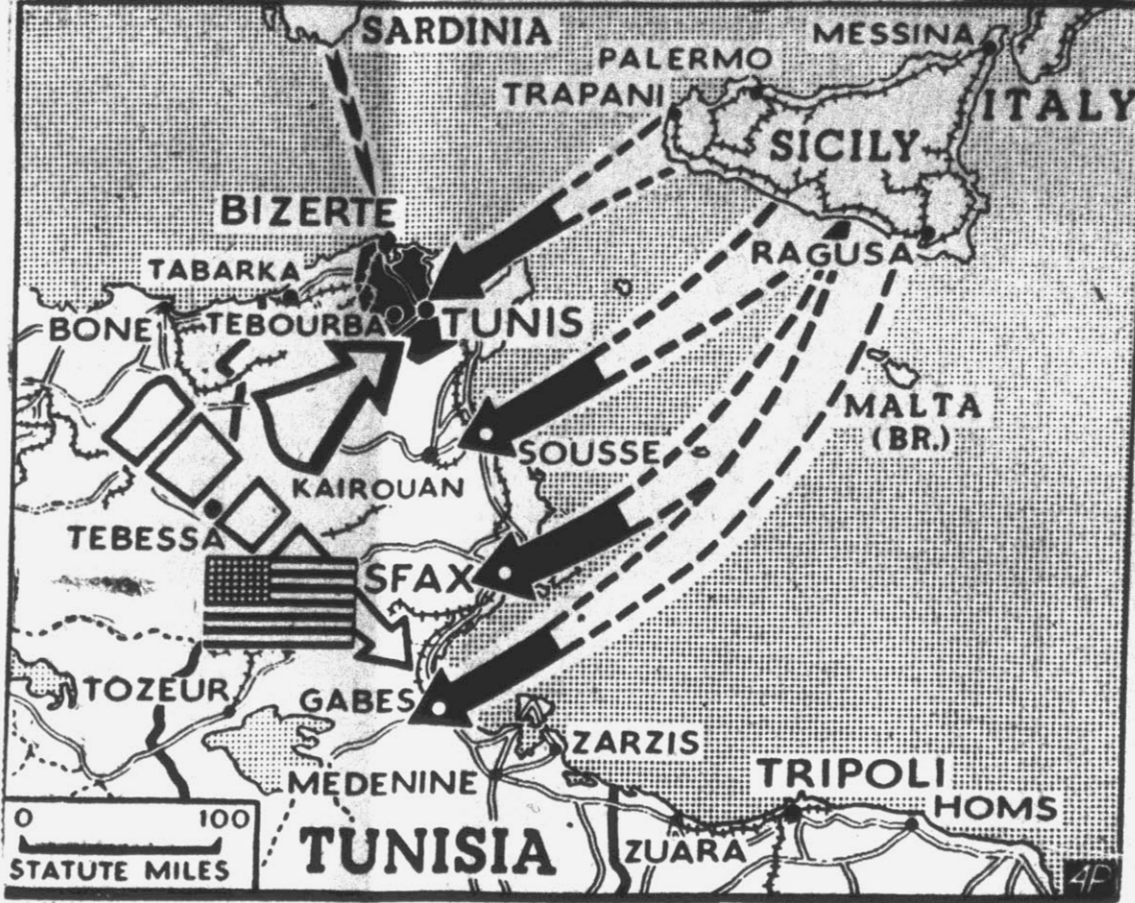 SARDINIA
MESSINA
PALERMO
TRAPANI
ITALY
SICILY
BIZERTE
RAGUSA
TABARKA
BONE
TEBOURBA
TUNIS
MALTA
(BR.)
SOUSSE
KAIROUAN
TEBESSA
SFAX
TOZEUR
GABES
ZARZIS
MEDENINE
TRIPOLI
HOMS
0 100
STATUTE MILES
TUNISIA
ZUARA
AP